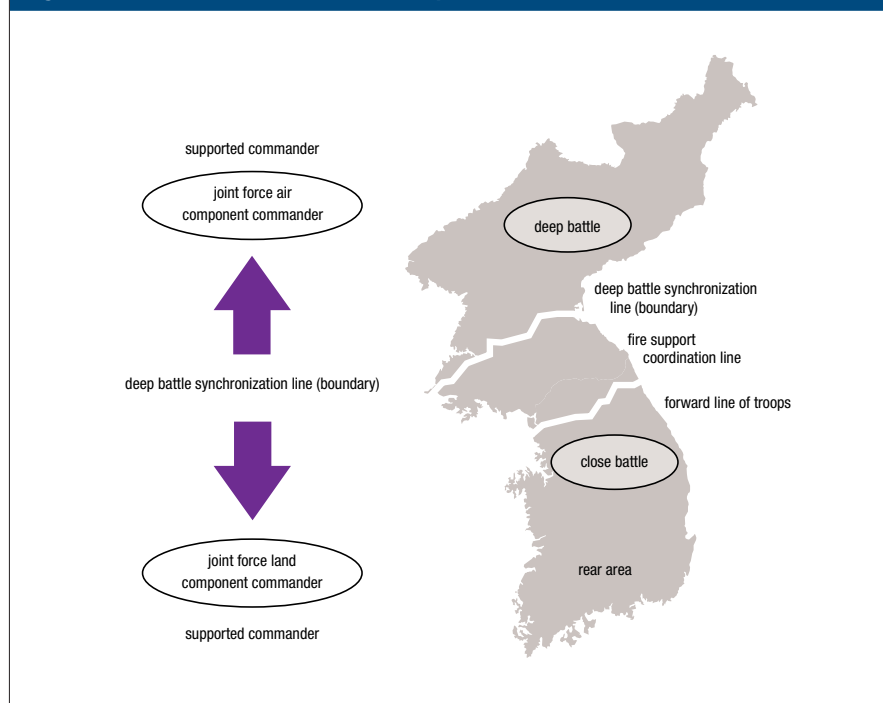 supported commander
joint force air
component commander
deep battle synchronization line (boundary)
joint force land
component commander
supported commander
deep battle
deep battle synchronization
line (boundary)
fire support
coordination line
forward line of troops
close battle
rear area